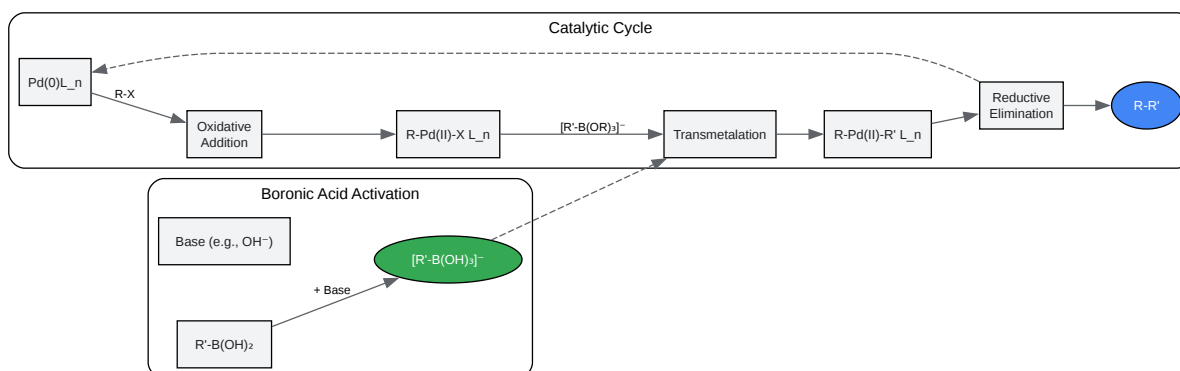 Catalytic Cycle
Pd(0)L_n
R-X
Oxidative
Addition
R-Pd(II)-X L_n
[R'-B(OR)₃]⁻
Transmetalation
R-Pd(II)-R' L_n
Reductive
Elimination
R-R'
Boronic Acid Activation
Base (e.g., OH⁻)
[R'-B(OH)₃]⁻
+ Base
R'-B(OH)₂